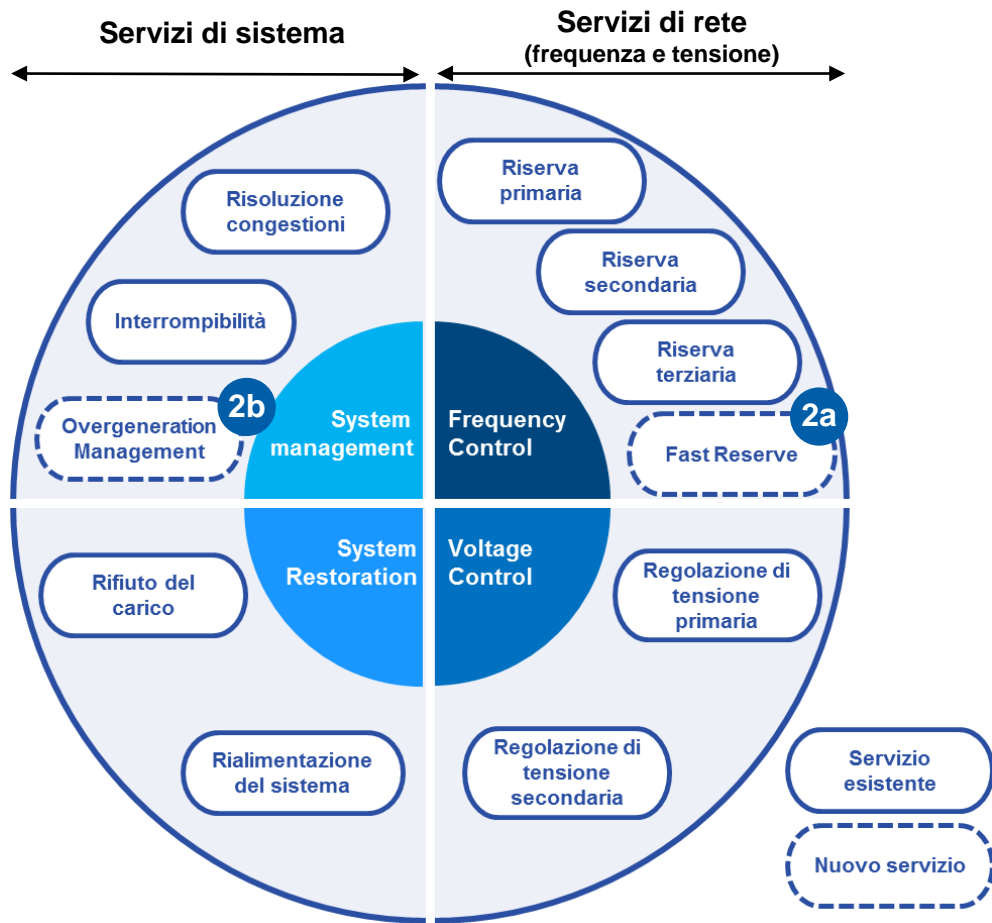 Servizi di sistema
Servizi di rete
(frequenza e tensione)
Risoluzione
congestioni
Interrompibilità
Overgeneration
Management
2b
System
management
Riserva
primaria
Riserva
secondaria
Riserva
terziaria
2a
Fast Reserve
Frequency
Control
Rifiuto del
carico
System
Restoration
Rialimentazione
del sistema
Voltage
Control
Regolazione di
tensione
primaria
Regolazione di
tensione
secondaria
Servizio
esistente
Nuovo servizio